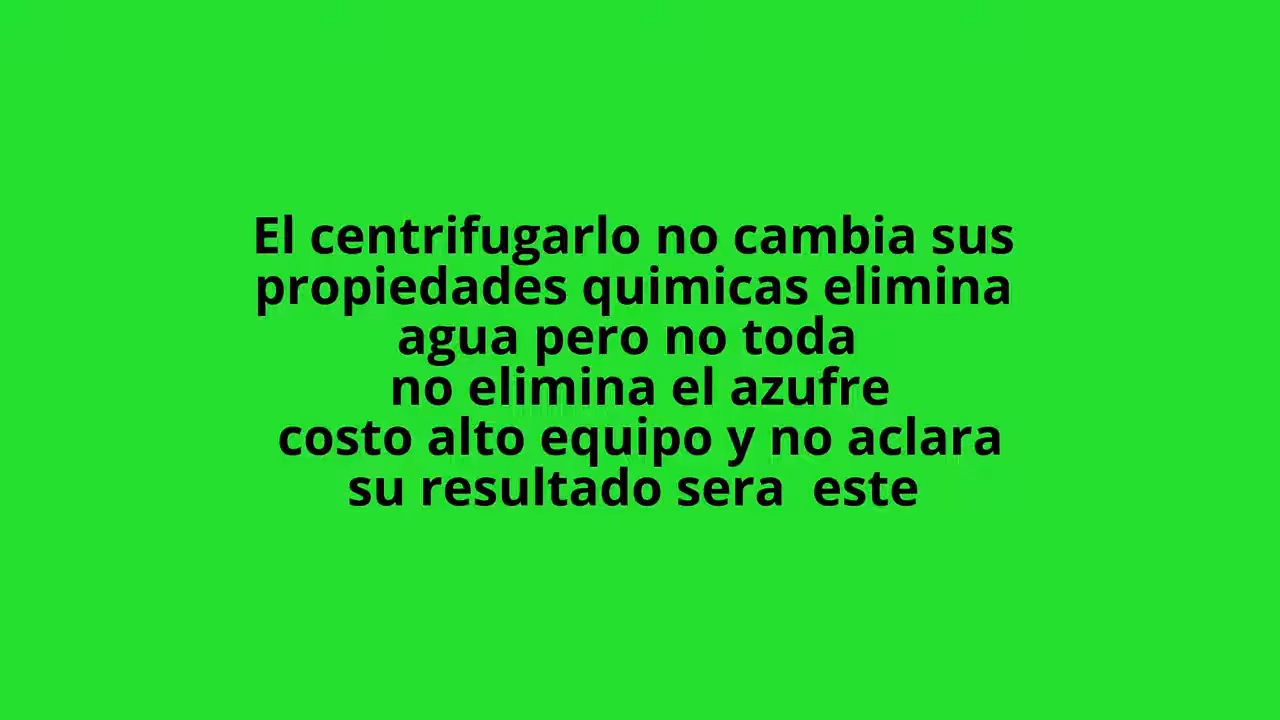 El centrifugarlo no cambia sus
propiedades quimicas elimina
agua pero no toda
no elimina el azufre
costo alto equipo y no aclara
su resultado sera  este